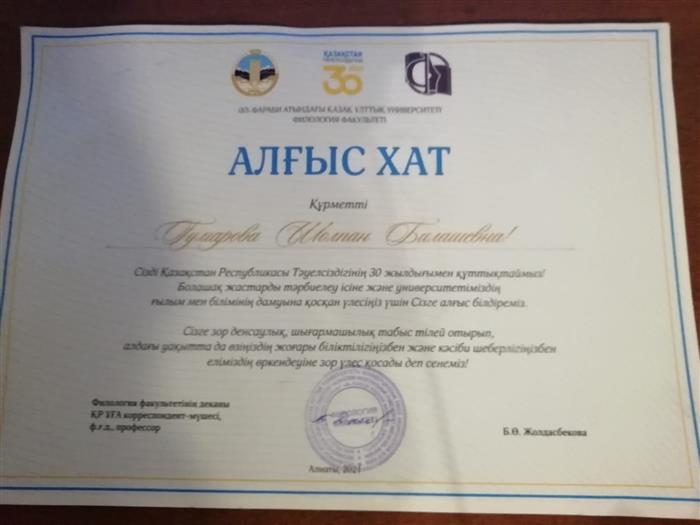 ҚАЗАҚСТАН
30
ӘЛ-ФАРАБИ АТЫНДАҒЫ ҚАЗАҚ ҰЛТТЫҚ УНИВЕРСИТЕТІ
ФИЛОЛОГИЯ ФАКУЛЬТЕТІ
АЛҒЫС ХАТ
Құрметті
Гумарова Шолпан Билашевна!
Сізді Қазақстан Республикасы Тәуелсіздігінің 30 жылдығымен құттықтаймыз!
Болашақ жастарды тәрбиелеу ісіне және университетіміздің
ғылым мен білімінің дамуына қосқан үлесіңіз үшін Сізге алғыс білдіреміз.
Сізге зор денсаулық, шығармашылық табыс тілей отырып,
алдағы уақытта да өзіңіздің жоғары біліктілігіңізбен және кәсіби шеберлігіңізбен
еліміздің өркендеуіне зор үлес қосады деп сенеміз!
Филология факультетінің деканы
ҚР ҰҒА корреспондент-мүшесі,
ф.ғ.д., профессор
ФИЛОЛОГИЯ
Б.Ө. Жолдасбекова
Алматы, 2021